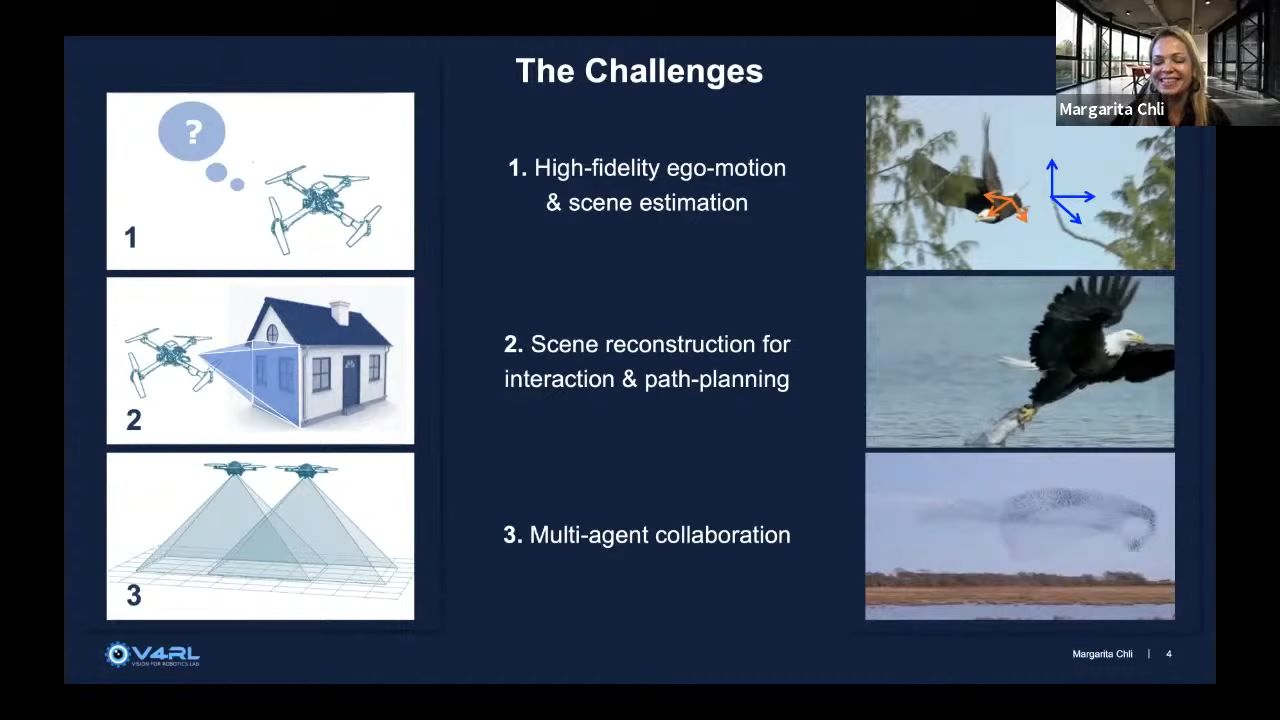 The Challenges
Margarita Chli
?
1
1. High-fidelity ego-motion
& scene estimation
2
2. Scene reconstruction for
interaction & path-planning
3
3. Multi-agent collaboration
V4RL
VISION FOR ROBOTICS LAB
Margarita Chli | 4